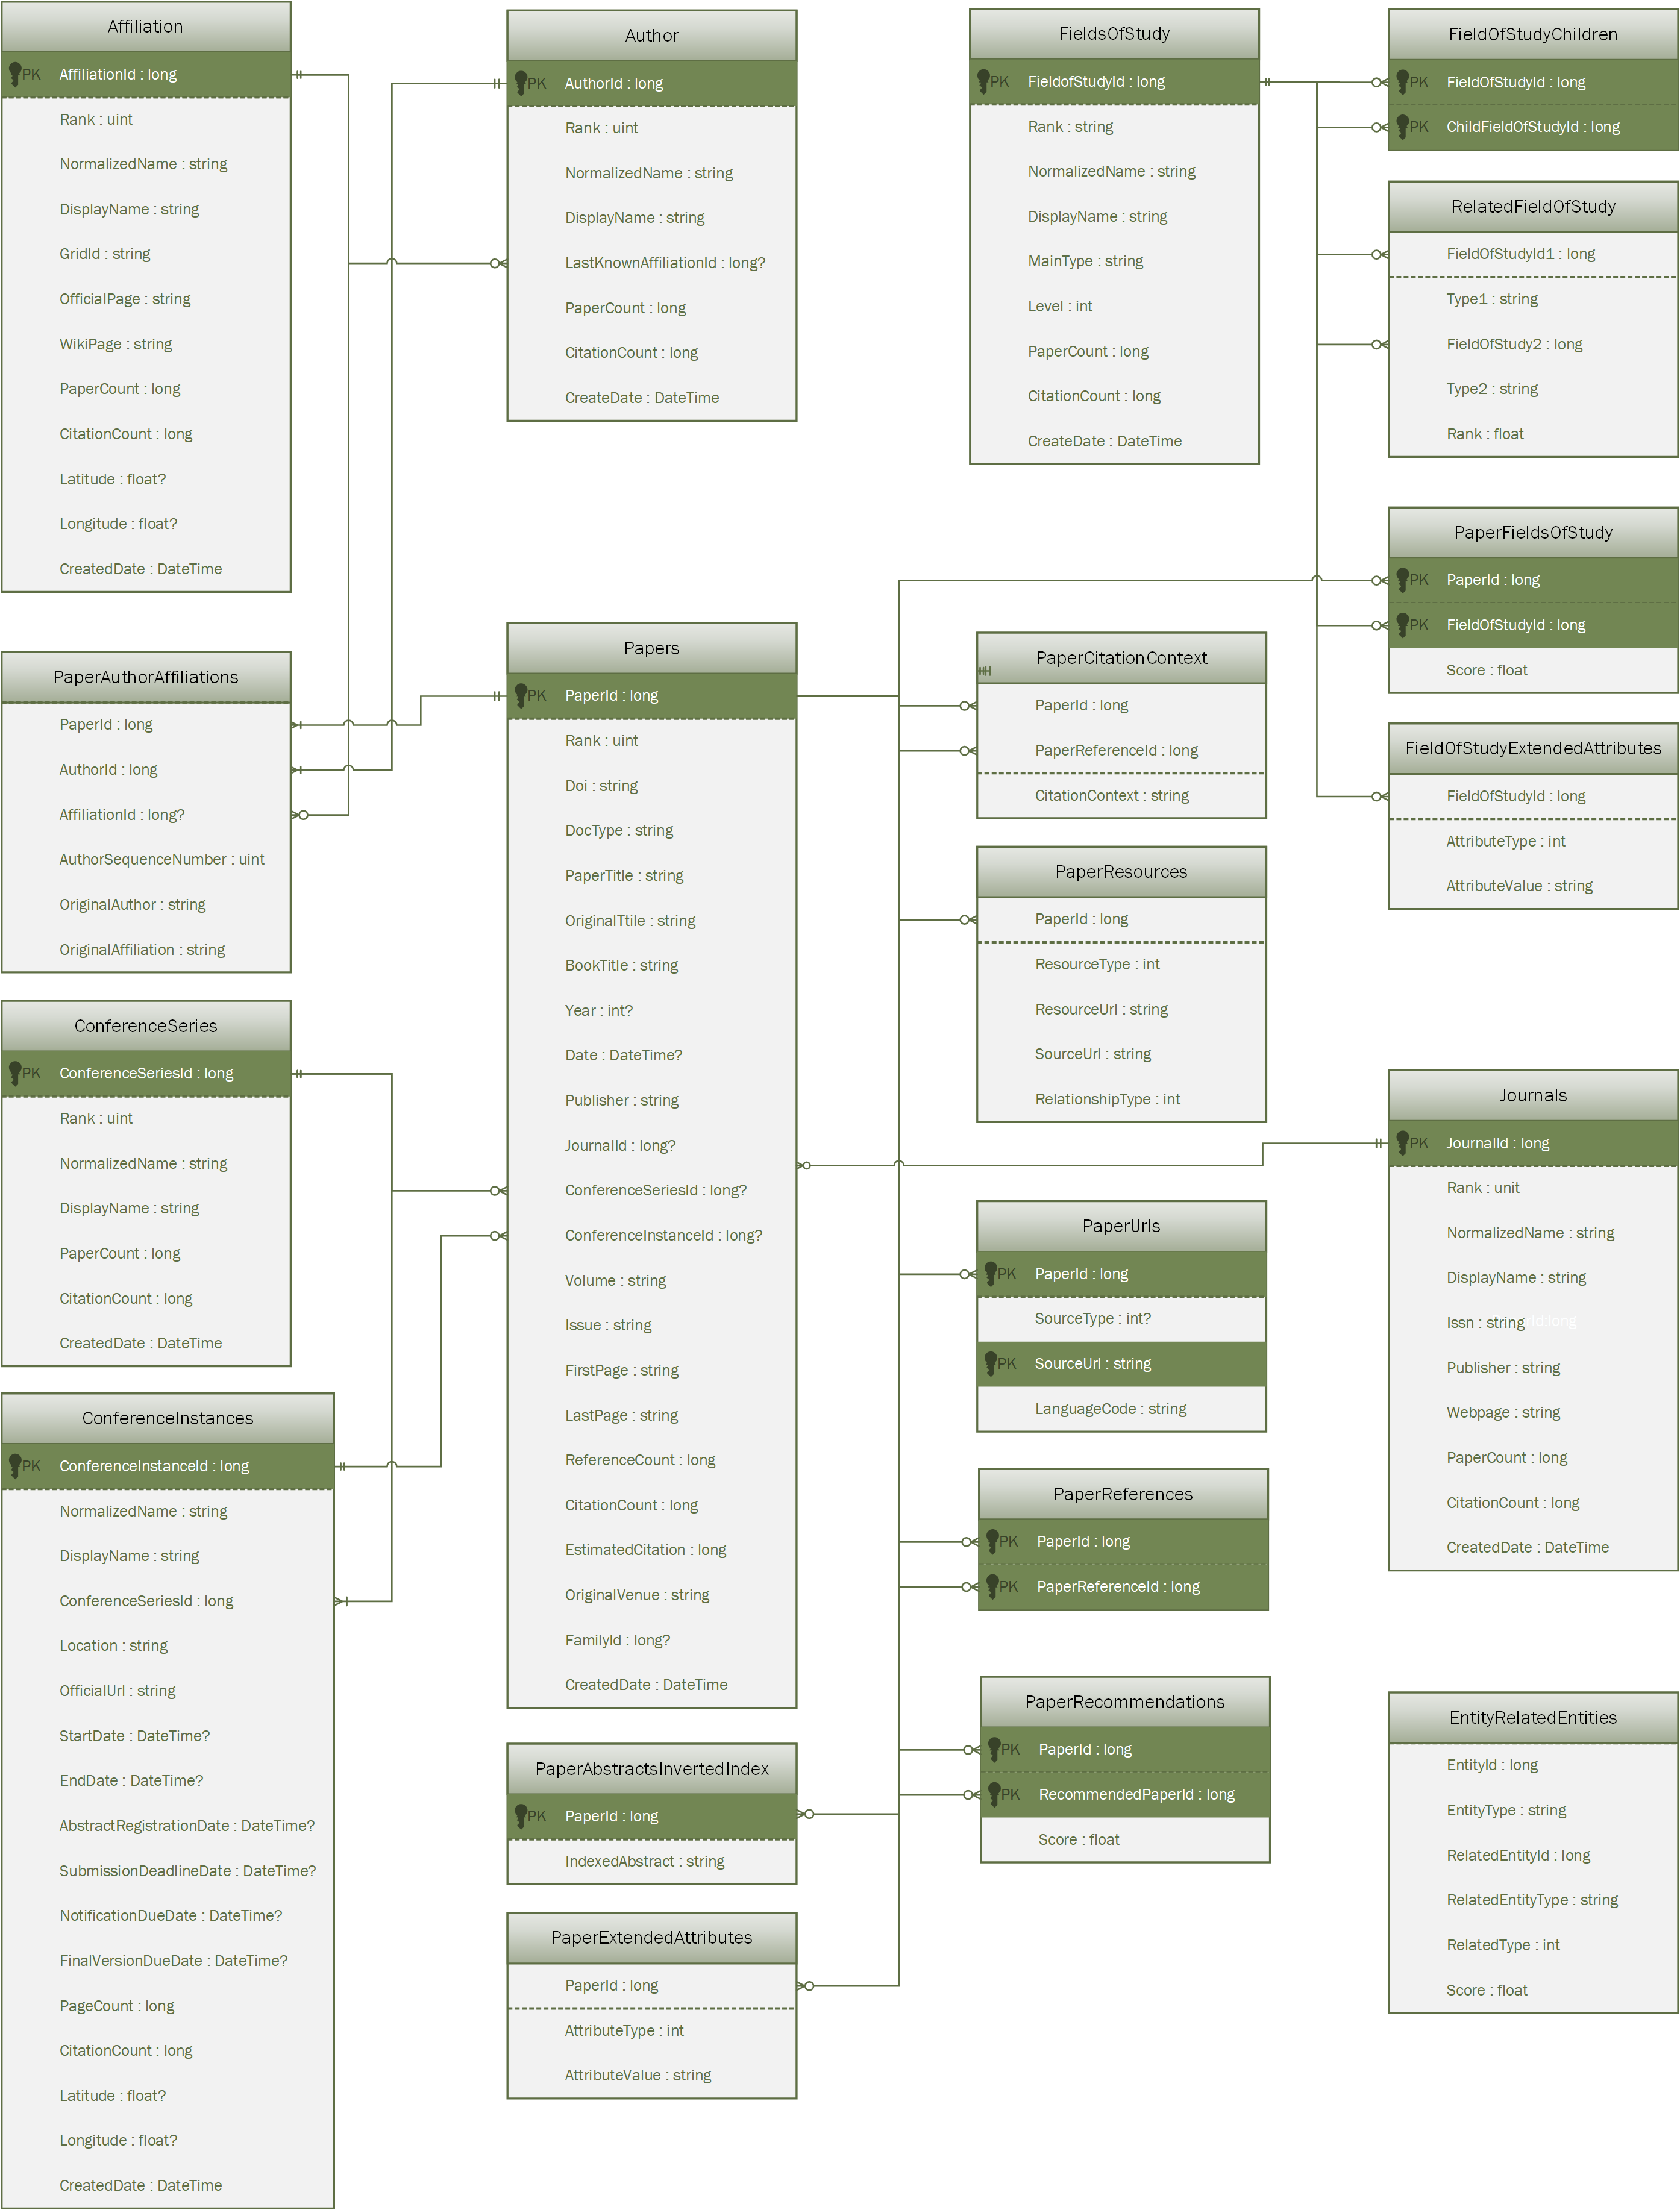 Affiliation
PK AffiliationId : long
Rank : uint
NormalizedName : string
DisplayName : string
GridId : string
OfficialPage : string
WikiPage : string
PaperCount : long
CitationCount : long
Latitude : float?
Longitude : float?
CreatedDate : DateTime
Author
PK AuthorId : long
Rank : uint
NormalizedName : string
DisplayName : string
LastKnownAffiliationId : long?
PaperCount : long
CitationCount : long
CreateDate : DateTime
FieldsOfStudy
PK FieldofStudyId : long
Rank : string
NormalizedName : string
DisplayName : string
MainType : string
Level : int
PaperCount : long
CitationCount : long
CreateDate : DateTime
FieldOfStudyChildren
PK FieldOfStudyId : long
PK ChildFieldOfStudyId : long
RelatedFieldOfStudy
FieldOfStudyId1 : long
Type1 : string
FieldOfStudy2 : long
Type2 : string
Rank : float
PaperFieldsOfStudy
PK PaperId : long
PK FieldOfStudyId : long
Score : float
FieldOfStudyExtendedAttributes
FieldOfStudyId : long
AttributeType : int
AttributeValue : string
PaperAuthorAffiliations
PaperId : long
AuthorId : long
AffiliationId : long?
AuthorSequenceNumber : uint
OriginalAuthor : string
OriginalAffiliation : string
Papers
PK PaperId : long
Rank : uint
Doi : string
DocType : string
PaperTitle : string
OriginalTtile : string
BookTitle : string
Year : int?
Date : DateTime?
Publisher : string
JournalId : long?
ConferenceSeriesId : long?
ConferenceInstanceId : long?
Volume : string
Issue : string
FirstPage : string
LastPage : string
ReferenceCount : long
CitationCount : long
EstimatedCitation : long
OriginalVenue : string
FamilyId : long?
CreatedDate : DateTime
PaperCitationContext
PaperId : long
PaperReferenceId : long
CitationContext : string
PaperResources
PaperId : long
ResourceType : int
ResourceUrl : string
SourceUrl : string
RelationshipType : int
ConferenceSeries
PK ConferenceSeriesId : long
Rank : uint
NormalizedName : string
DisplayName : string
PaperCount : long
CitationCount : long
CreatedDate : DateTime
Journals
PK JournalId : long
Rank : unit
NormalizedName : string
DisplayName : string
Issn : string
Publisher : string
Webpage : string
PaperCount : long
CitationCount : long
CreatedDate : DateTime
PaperUrls
PK PaperId : long
SourceType : int?
PK SourceUrl : string
LanguageCode : string
ConferenceInstances
PK ConferenceInstanceId : long
NormalizedName : string
DisplayName : string
ConferenceSeriesId : long
Location : string
OfficialUrl : string
StartDate : DateTime?
EndDate : DateTime?
AbstractRegistrationDate : DateTime?
SubmissionDeadlineDate : DateTime?
NotificationDueDate : DateTime?
FinalVersionDueDate : DateTime?
PageCount : long
CitationCount : long
Latitude : float?
Longitude : float?
CreatedDate : DateTime
PaperReferences
PK PaperId : long
PK PaperReferenceId : long
PaperRecommendations
PK PaperId : long
PK RecommendedPaperId : long
Score : float
EntityRelatedEntities
EntityId : long
EntityType : string
RelatedEntityId : long
RelatedEntityType : string
RelatedType : int
Score : float
PaperAbstractsInvertedIndex
PK PaperId : long
IndexedAbstract : string
PaperExtendedAttributes
PaperId : long
AttributeType : int
AttributeValue : string